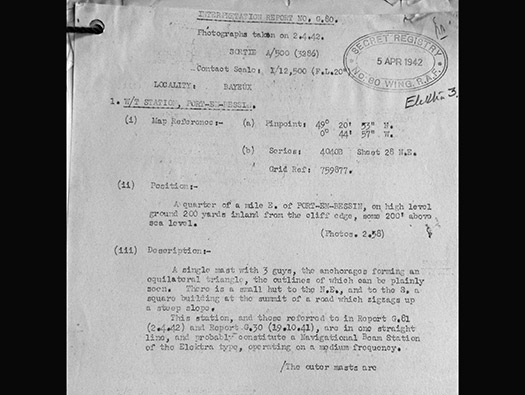 INTERPRETATION REPORT NO. G.80.
Photographs taken on 2.4.42.
SORTIE A/500 (3286)
Contact Scale: 1/12,500 (F.L.20")
LOCALITY: BAYEUX
SECRET REGISTRY
5 APR 1942
No. 80 WING, R.A.F.
Elektra 3.
1. W/T STATION, PORT-EN-BESSIN.
(i) Map Reference:- (a) Pinpoint: 49° 20' 53" N.
0° 44' 57" W.
(b) Series: 4040B Sheet 28 N.E.
Grid Ref: 759877.
(ii) Position:-
A quarter of a mile E. of PORT-EM-BESSIN, on high level
ground 200 yards inland from the cliff edge, some 200' above
sea level.
(Photos. 2.58)
(iii) Description:-
A single mast with 3 guys, the anchorages forming an
equilateral triangle, the outlines of which can be plainly
seen. There is a small hut to the N.E., and to the S. a
square building at the summit of a road which zigzags up
a steep slope.
This station, and those referred to in Report G.81
(2.4.42) and Report G.30 (19.10.41), are in one straight
line, and probably constitute a Navigational Beam Station
of the Elektra type, operating on a medium frequency.
/The outer masts are